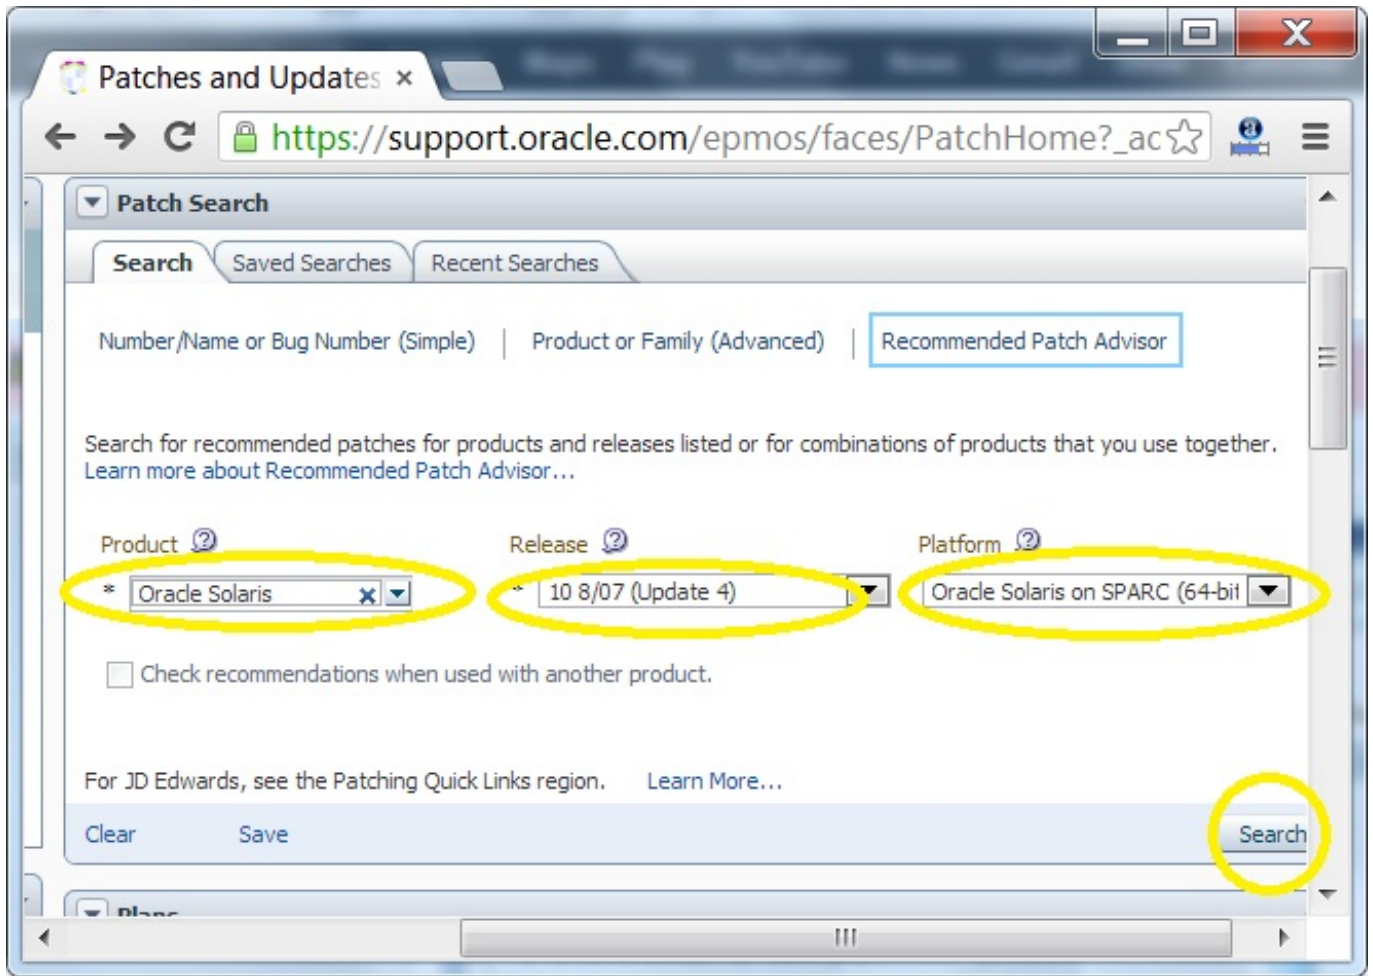 Patches and Updates ×
https://support.oracle.com/epmos/faces/PatchHome?_ac
Patch Search
Search Saved Searches Recent Searches
Number/Name or Bug Number (Simple) | Product or Family (Advanced) | Recommended Patch Advisor
Search for recommended patches for products and releases listed or for combinations of products that you use together.
Learn more about Recommended Patch Advisor...
Product Release Platform
* Oracle Solaris * 10 8/07 (Update 4) Oracle Solaris on SPARC (64-bit
Check recommendations when used with another product.
For JD Edwards, see the Patching Quick Links region. Learn More...
Clear Save Search
Plans